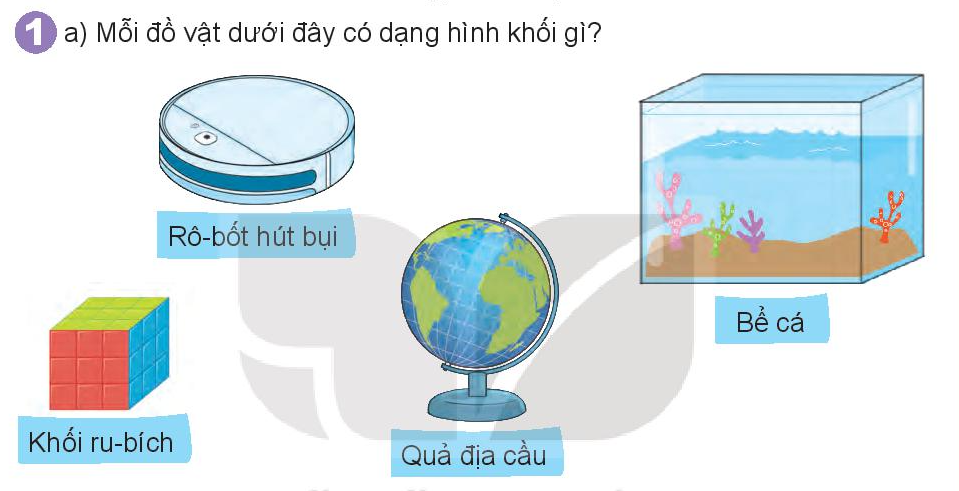 1 a) Mỗi đồ vật dưới đây có dạng hình khối gì?
Rô-bốt hút bụi
Bể cá
Khối ru-bích
Quả địa cầu